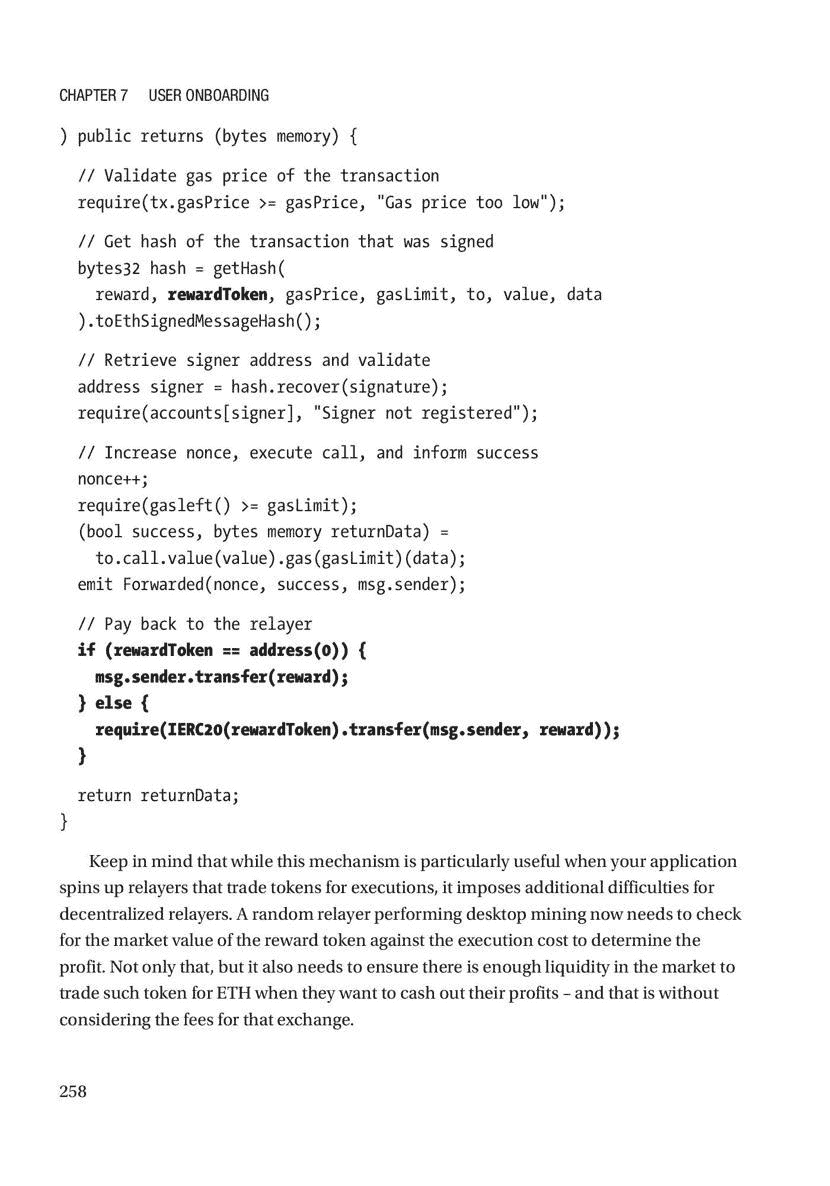 CHAPTER 7 USER ONBOARDING
) public returns (bytes memory) {
// Validate gas price of the transaction
require(tx.gasPrice >= gasPrice, "Gas price too low");
// Get hash of the transaction that was signed
bytes32 hash = getHash(
reward, rewardToken, gasPrice, gasLimit, to, value, data
).toEthSignedMessageHash();
// Retrieve signer address and validate
address signer = hash.recover(signature);
require(accounts[signer], "Signer not registered");
// Increase nonce, execute call, and inform success
nonce++;
require(gasleft() >= gasLimit);
(bool success, bytes memory returnData) =
to.call.value(value).gas(gasLimit)(data);
emit Forwarded(nonce, success, msg.sender);
// Pay back to the relayer
if (rewardToken == address(0)) {
msg.sender.transfer(reward);
} else {
require(IERC20(rewardToken).transfer(msg.sender, reward));
}
return returnData;
}
Keep in mind that while this mechanism is particularly useful when your application
spins up relayers that trade tokens for executions, it imposes additional difficulties for
decentralized relayers. A random relayer performing desktop mining now needs to check
for the market value of the reward token against the execution cost to determine the
profit. Not only that, but it also needs to ensure there is enough liquidity in the market to
trade such token for ETH when they want to cash out their profits – and that is without
considering the fees for that exchange.
258